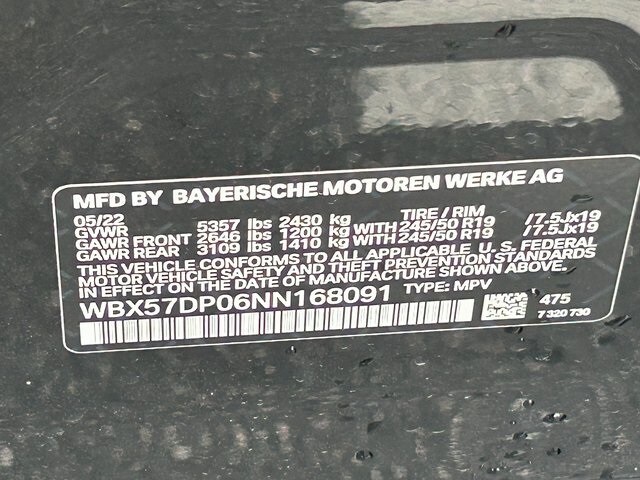 MFD BY BAYERISCHE MOTOREN WERKE AG
05/22 TIRE / RIM
GVWR 5357 lbs 2430 kg
GAWR FRONT 2646 lbs 1200 kg WITH 245/50 R19 /7.5Jx19
GAWR REAR 3109 lbs 1410 kg WITH 245/50 R19 /7.5Jx19
THIS VEHICLE CONFORMS TO ALL APPLICABLE U.S. FEDERAL
MOTOR VEHICLE SAFETY AND THEFT PREVENTION STANDARDS
IN EFFECT ON THE DATE OF MANUFACTURE SHOWN ABOVE.
WBX57DP06NN168091 TYPE: MPV
475
7 320 730